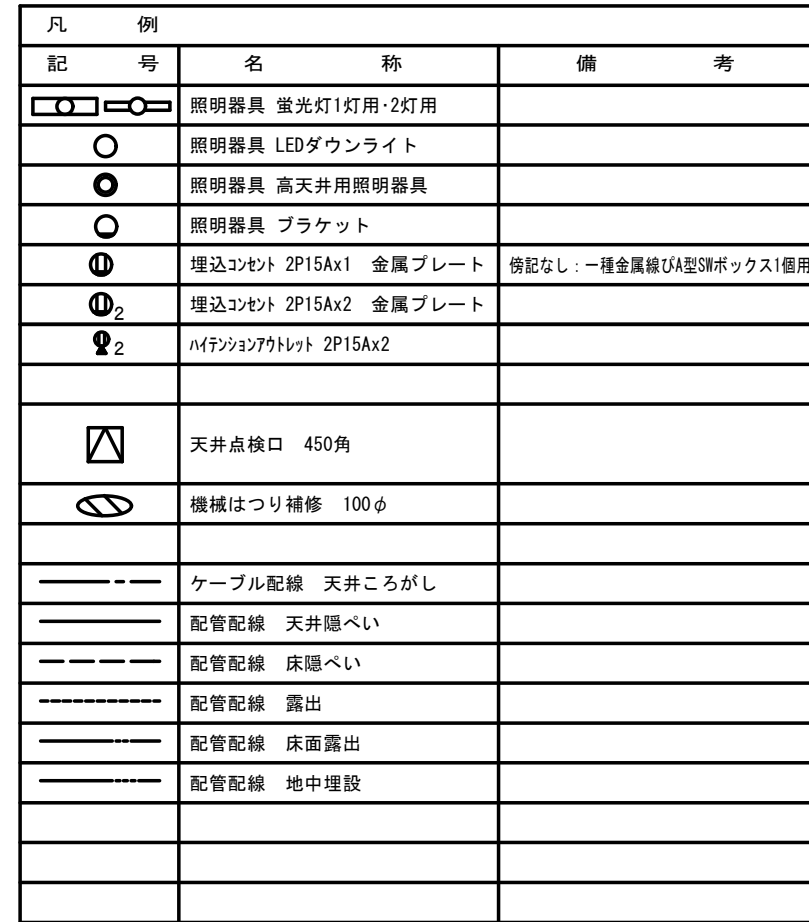 凡 例
記 号 名 称 備 考
照明器具 蛍光灯1灯用･2灯用
照明器具 LEDダウンライト
照明器具 高天井用照明器具
照明器具 ブラケット
埋込ｺﾝｾﾝﾄ 2P15Ax1 金属プレート 傍記なし：一種金属線ぴA型SWボックス1個用
2 埋込ｺﾝｾﾝﾄ 2P15Ax2 金属プレート
2 ﾊｲﾃﾝｼｮﾝｱｳﾄﾚｯﾄ 2P15Ax2
天井点検口 450角
機械はつり補修 100φ
ケーブル配線 天井ころがし
配管配線 天井隠ぺい
配管配線 床隠ぺい
配管配線 露出
配管配線 床面露出
配管配線 地中埋設